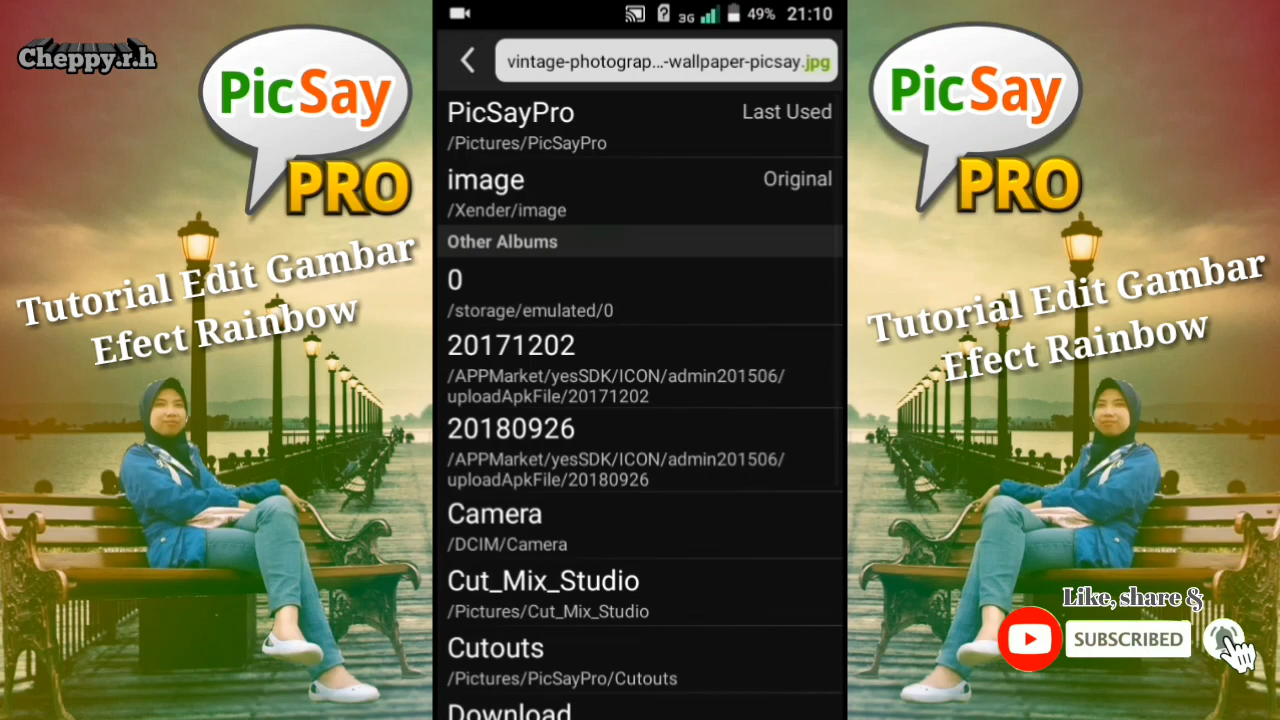 Cheppy.r.h
PicSay
PRO
Tutorial Edit Gambar
Efect Rainbow
3G 49% 21:10
vintage-photograp...-wallpaper-picsay.jpg
PicSayPro Last Used
/Pictures/PicSayPro
image Original
/Xender/image
Other Albums
0
/storage/emulated/0
20171202
/APPMarket/yesSDK/ICON/admin201506/
uploadApkFile/20171202
20180926
/APPMarket/yesSDK/ICON/admin201506/
uploadApkFile/20180926
Camera
/DCIM/Camera
Cut_Mix_Studio
/Pictures/Cut_Mix_Studio
Cutouts
/Pictures/PicSayPro/Cutouts
Download
PicSay
PRO
Tutorial Edit Gambar
Efect Rainbow
Like, share &
SUBSCRIBED